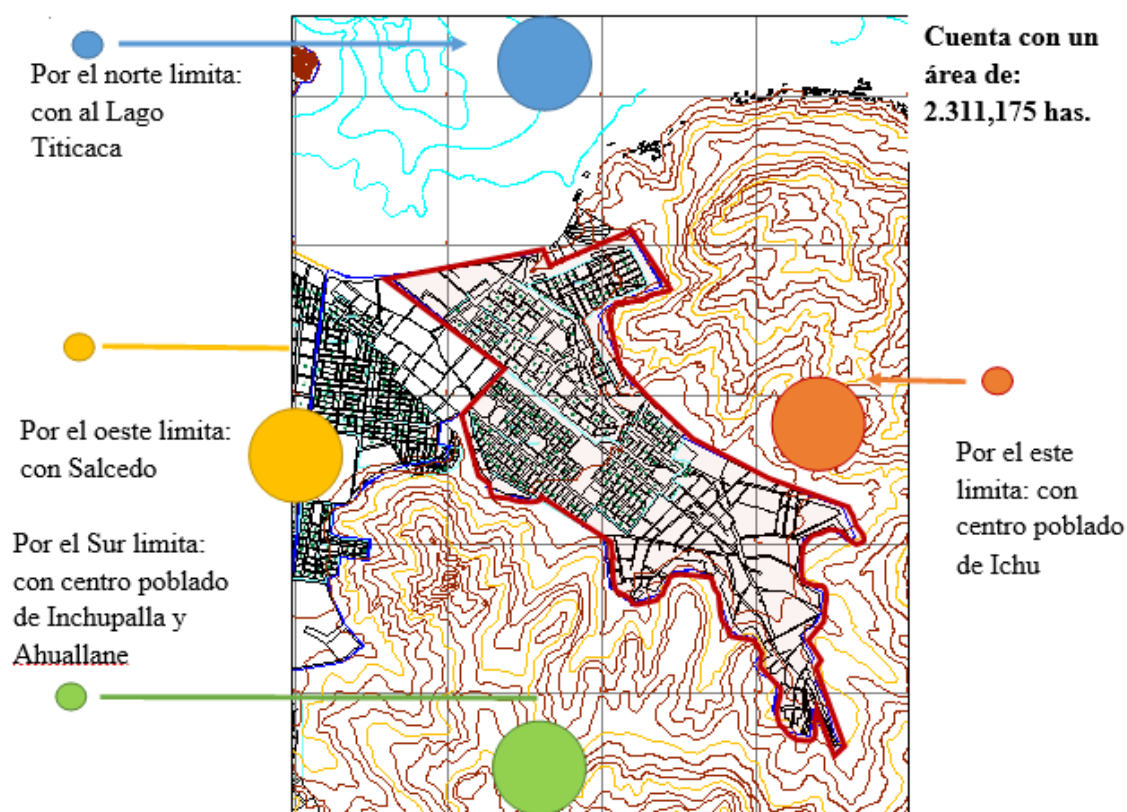 Por el norte limita:
con al Lago
Titicaca
Cuenta con un
área de:
2.311,175 has.
Por el oeste limita:
con Salcedo
Por el este
limita: con
centro poblado
de Ichu
Por el Sur limita:
con centro poblado
de Inchupalla y
Ahuallane